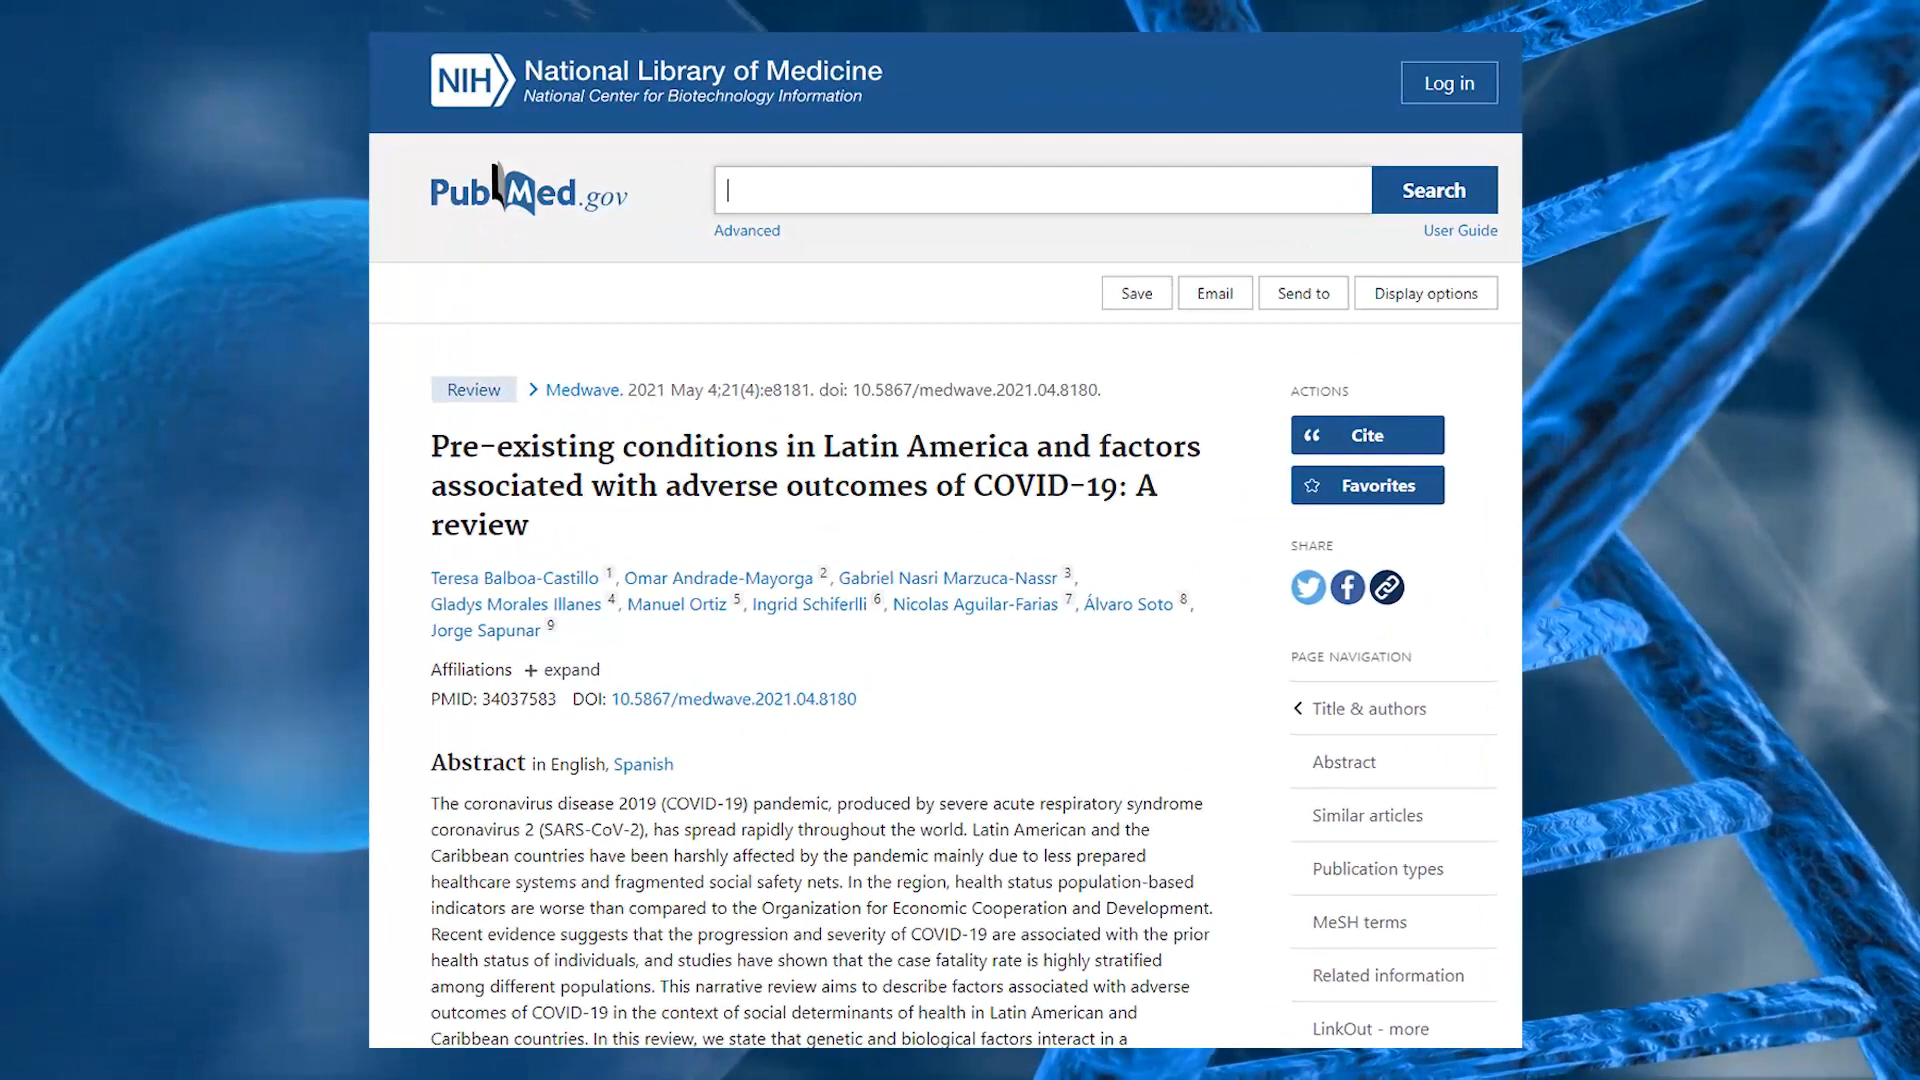 NIH National Library of Medicine
National Center for Biotechnology Information
Log in
PubMed.gov
Search
Advanced
User Guide
Save
Email
Send to
Display options
Review
Medwave. 2021 May 4;21(4):e8181. doi: 10.5867/medwave.2021.04.8180.
Pre-existing conditions in Latin America and factors
associated with adverse outcomes of COVID-19: A
review
Teresa Balboa-Castillo 1, Omar Andrade-Mayorga 2, Gabriel Nasri Marzuca-Nassr 3,
Gladys Morales Illanes 4, Manuel Ortiz 5, Ingrid Schiferlli 6, Nicolas Aguilar-Farias 7, Álvaro Soto 8,
Jorge Sapunar 9
Affiliations + expand
PMID: 34037583 DOI: 10.5867/medwave.2021.04.8180
Abstract in English, Spanish
The coronavirus disease 2019 (COVID-19) pandemic, produced by severe acute respiratory syndrome
coronavirus 2 (SARS-CoV-2), has spread rapidly throughout the world. Latin American and the
Caribbean countries have been harshly affected by the pandemic mainly due to less prepared
healthcare systems and fragmented social safety nets. In the region, health status population-based
indicators are worse than compared to the Organization for Economic Cooperation and Development.
Recent evidence suggests that the progression and severity of COVID-19 are associated with the prior
health status of individuals, and studies have shown that the case fatality rate is highly stratified
among different populations. This narrative review aims to describe factors associated with adverse
outcomes of COVID-19 in the context of social determinants of health in Latin American and
Caribbean countries. In this review, we state that genetic and biological factors interact in a
ACTIONS
Cite
Favorites
SHARE
PAGE NAVIGATION
Title & authors
Abstract
Similar articles
Publication types
MeSH terms
Related information
LinkOut - more